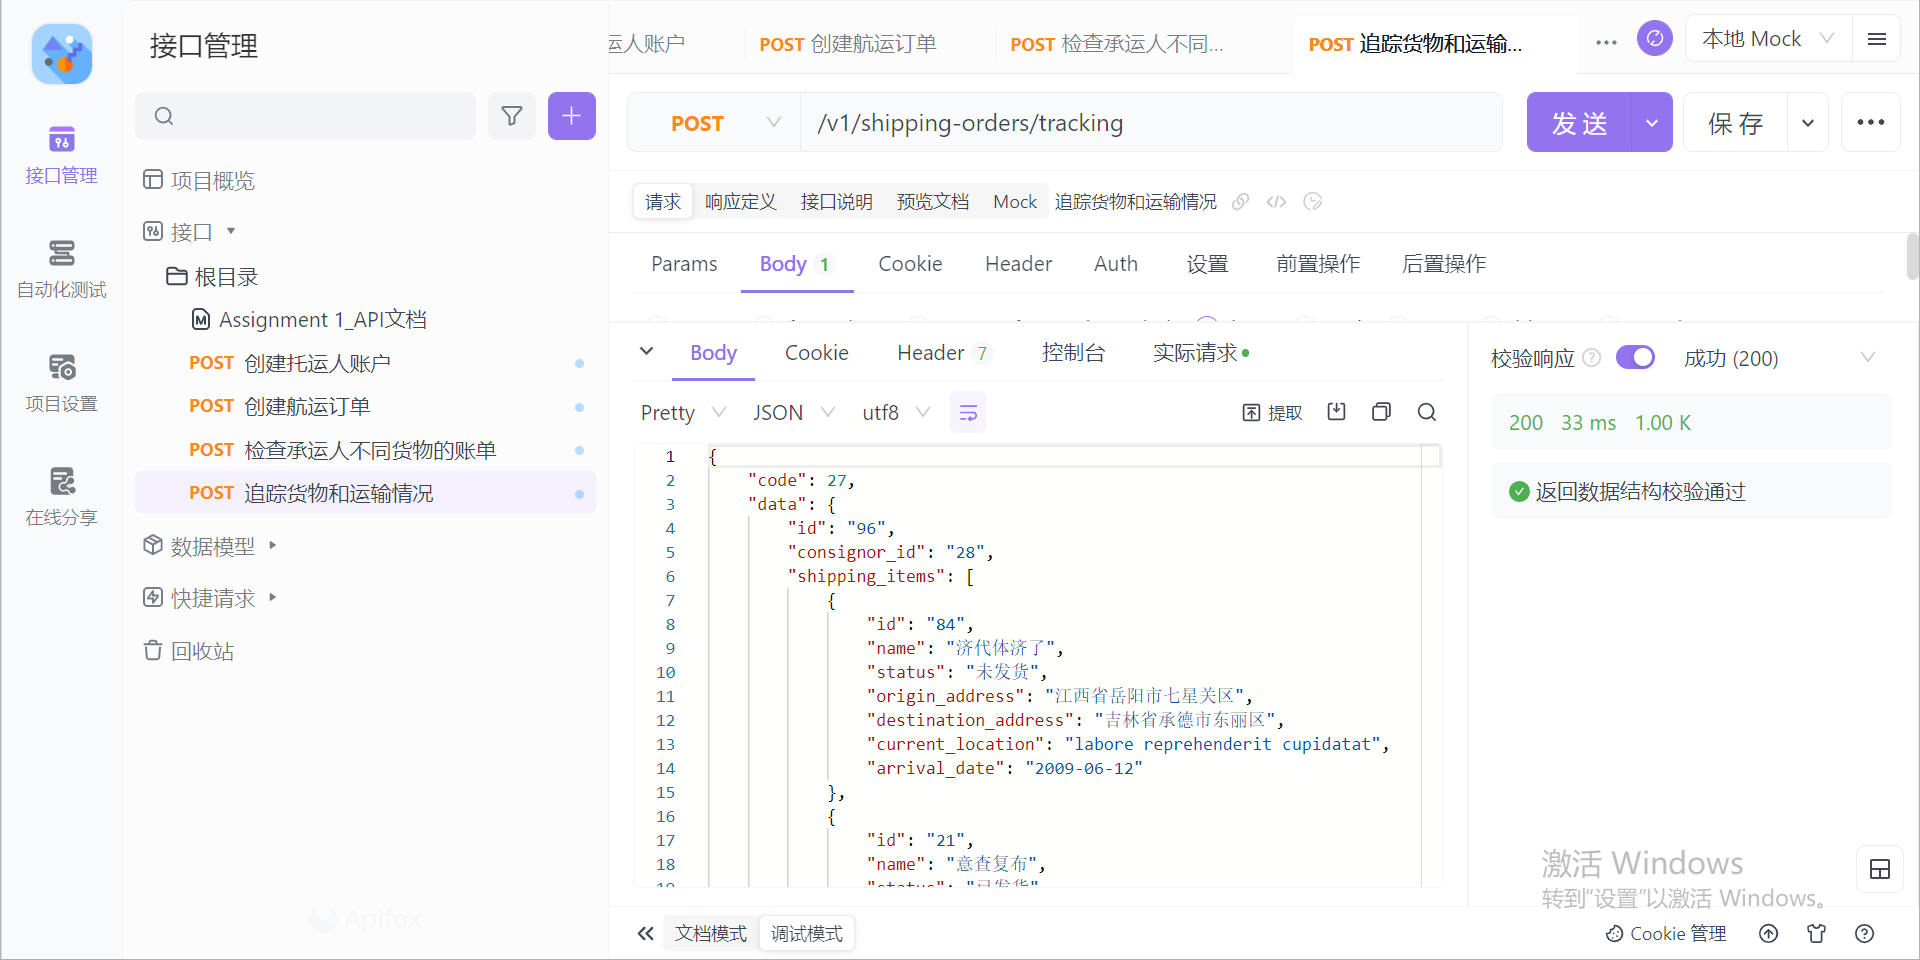 接口管理
自动化测试
项目设置
在线分享
接口管理
项目概览
接口
根目录
Assignment 1_API文档
POST 创建托运人账户
POST 创建航运订单
POST 检查承运人不同货物的账单
POST 追踪货物和运输情况
数据模型
快捷请求
回收站
Apifox
运人账户 POST 创建航运订单 POST 检查承运人不同... POST 追踪货物和运输... 本地 Mock
POST /v1/shipping-orders/tracking 发 送 保 存
请求 响应定义 接口说明 预览文档 Mock 追踪货物和运输情况
Params Body 1 Cookie Header Auth 设置 前置操作 后置操作
Body Cookie Header 7 控制台 实际请求
Pretty JSON utf8 提取
1 {
2 "code": 27,
3 "data": {
4 "id": "96",
5 "consignor_id": "28",
6 "shipping_items": [
7 {
8 "id": "84",
9 "name": "济代体济了",
10 "status": "未发货",
11 "origin_address": "江西省岳阳市七星关区",
12 "destination_address": "吉林省承德市东丽区",
13 "current_location": "labore reprehenderit cupidatat",
14 "arrival_date": "2009-06-12"
15 },
16 {
17 "id": "21",
18 "name": "意查复布",
19 "status": "已发货"
校验响应 成功 (200)
200 33 ms 1.00 K
返回数据结构校验通过
激活 Windows
转到“设置”以激活 Windows。
文档模式 调试模式
Cookie 管理